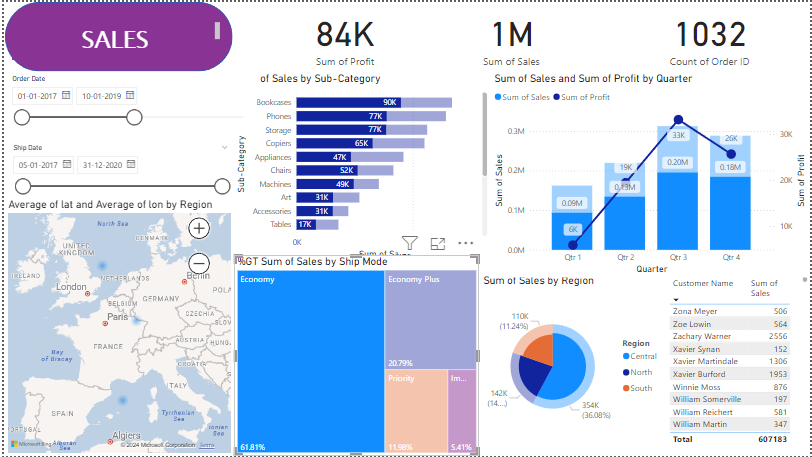 SALES
84K
Sum of Profit
1M
Sum of Sales
1032
Count of Order ID
Order Date
01-01-2017
10-01-2019
Ship Date
05-01-2017
31-12-2020
of Sales by Sub-Category
Sub-Category
Bookcases 90K
Phones 77K
Storage 77K
Copiers 65K
Appliances 47K
Chairs 52K
Machines 49K
Art 31K
Accessories 31K
Tables 17K
0K
Sum of Sales and Sum of Profit by Quarter
Sum of Sales Sum of Profit
Sum of Sales
0.3M
0.2M
0.1M
0.0M
30K
20K
10K
Sum of Profit
0.09M
6K
19K
0.13M
33K
0.20M
26K
0.18M
Qtr 1 Qtr 2 Qtr 3 Qtr 4
Quarter
Average of lat and Average of lon by Region
North Sea
DENMARK
UNITED
KINGDOM
IRELAND
NETHERLANDS
Berlin
London
BELGIUM
GERMANY
Paris
CZECHIA
FRANCE
AUSTRIA
Bay
of Biscay
ITALY
SPAIN
Tyrrhenian
Sea
Algiers
© 2024 Microsoft Corporation Terms
%GT Sum of Sales by Ship Mode
Economy
61.81%
Economy Plus
20.79%
Priority
11.98%
Im...
5.41%
Sum of Sales by Region
110K
(11.24%)
142K
(14....)
354K
(36.08%)
Region
Central
North
South
Customer Name Sum of
Sales
Zona Meyer 506
Zoe Lowin 564
Zachary Warner 2556
Xavier Synan 152
Xavier Martindale 1306
Xavier Burford 1953
Winnie Moss 876
William Somerville 197
William Reichert 581
William Martin 347
Total 607183